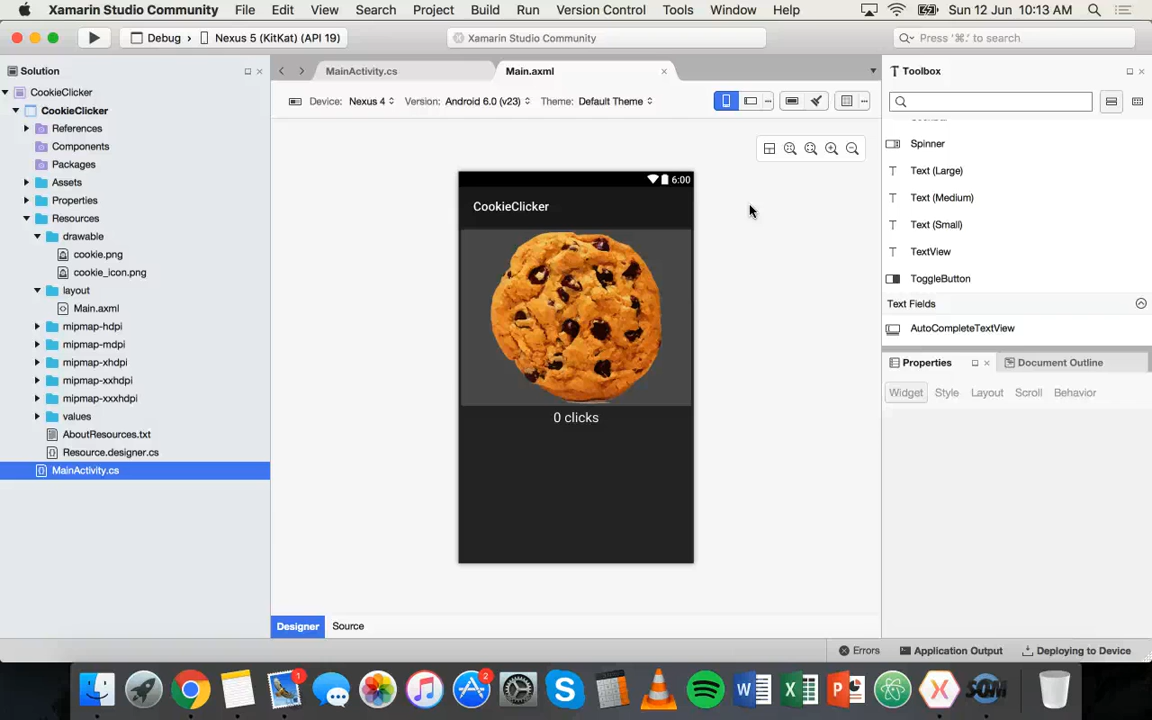 Xamarin Studio Community File Edit View Search Project Build Run Version Control Tools Window Help Sun 12 Jun 10:13 AM
Debug Nexus 5 (KitKat) (API 19) Xamarin Studio Community Press '⌘.' to search
Solution
CookieClicker
CookieClicker
References
Components
Packages
Assets
Properties
Resources
drawable
cookie.png
cookie_icon.png
layout
Main.axml
mipmap-hdpi
mipmap-mdpi
mipmap-xhdpi
mipmap-xxhdpi
mipmap-xxxhdpi
values
AboutResources.txt
Resource.designer.cs
MainActivity.cs
MainActivity.cs Main.axml
Device: Nexus 4 Version: Android 6.0 (v23) Theme: Default Theme
6:00
CookieClicker
0 clicks
Designer Source
Toolbox
Spinner
Text (Large)
Text (Medium)
Text (Small)
TextView
ToggleButton
Text Fields
AutoCompleteTextView
Properties Document Outline
Widget Style Layout Scroll Behavior
Errors Application Output Deploying to Device
1
2
W X P
SQM